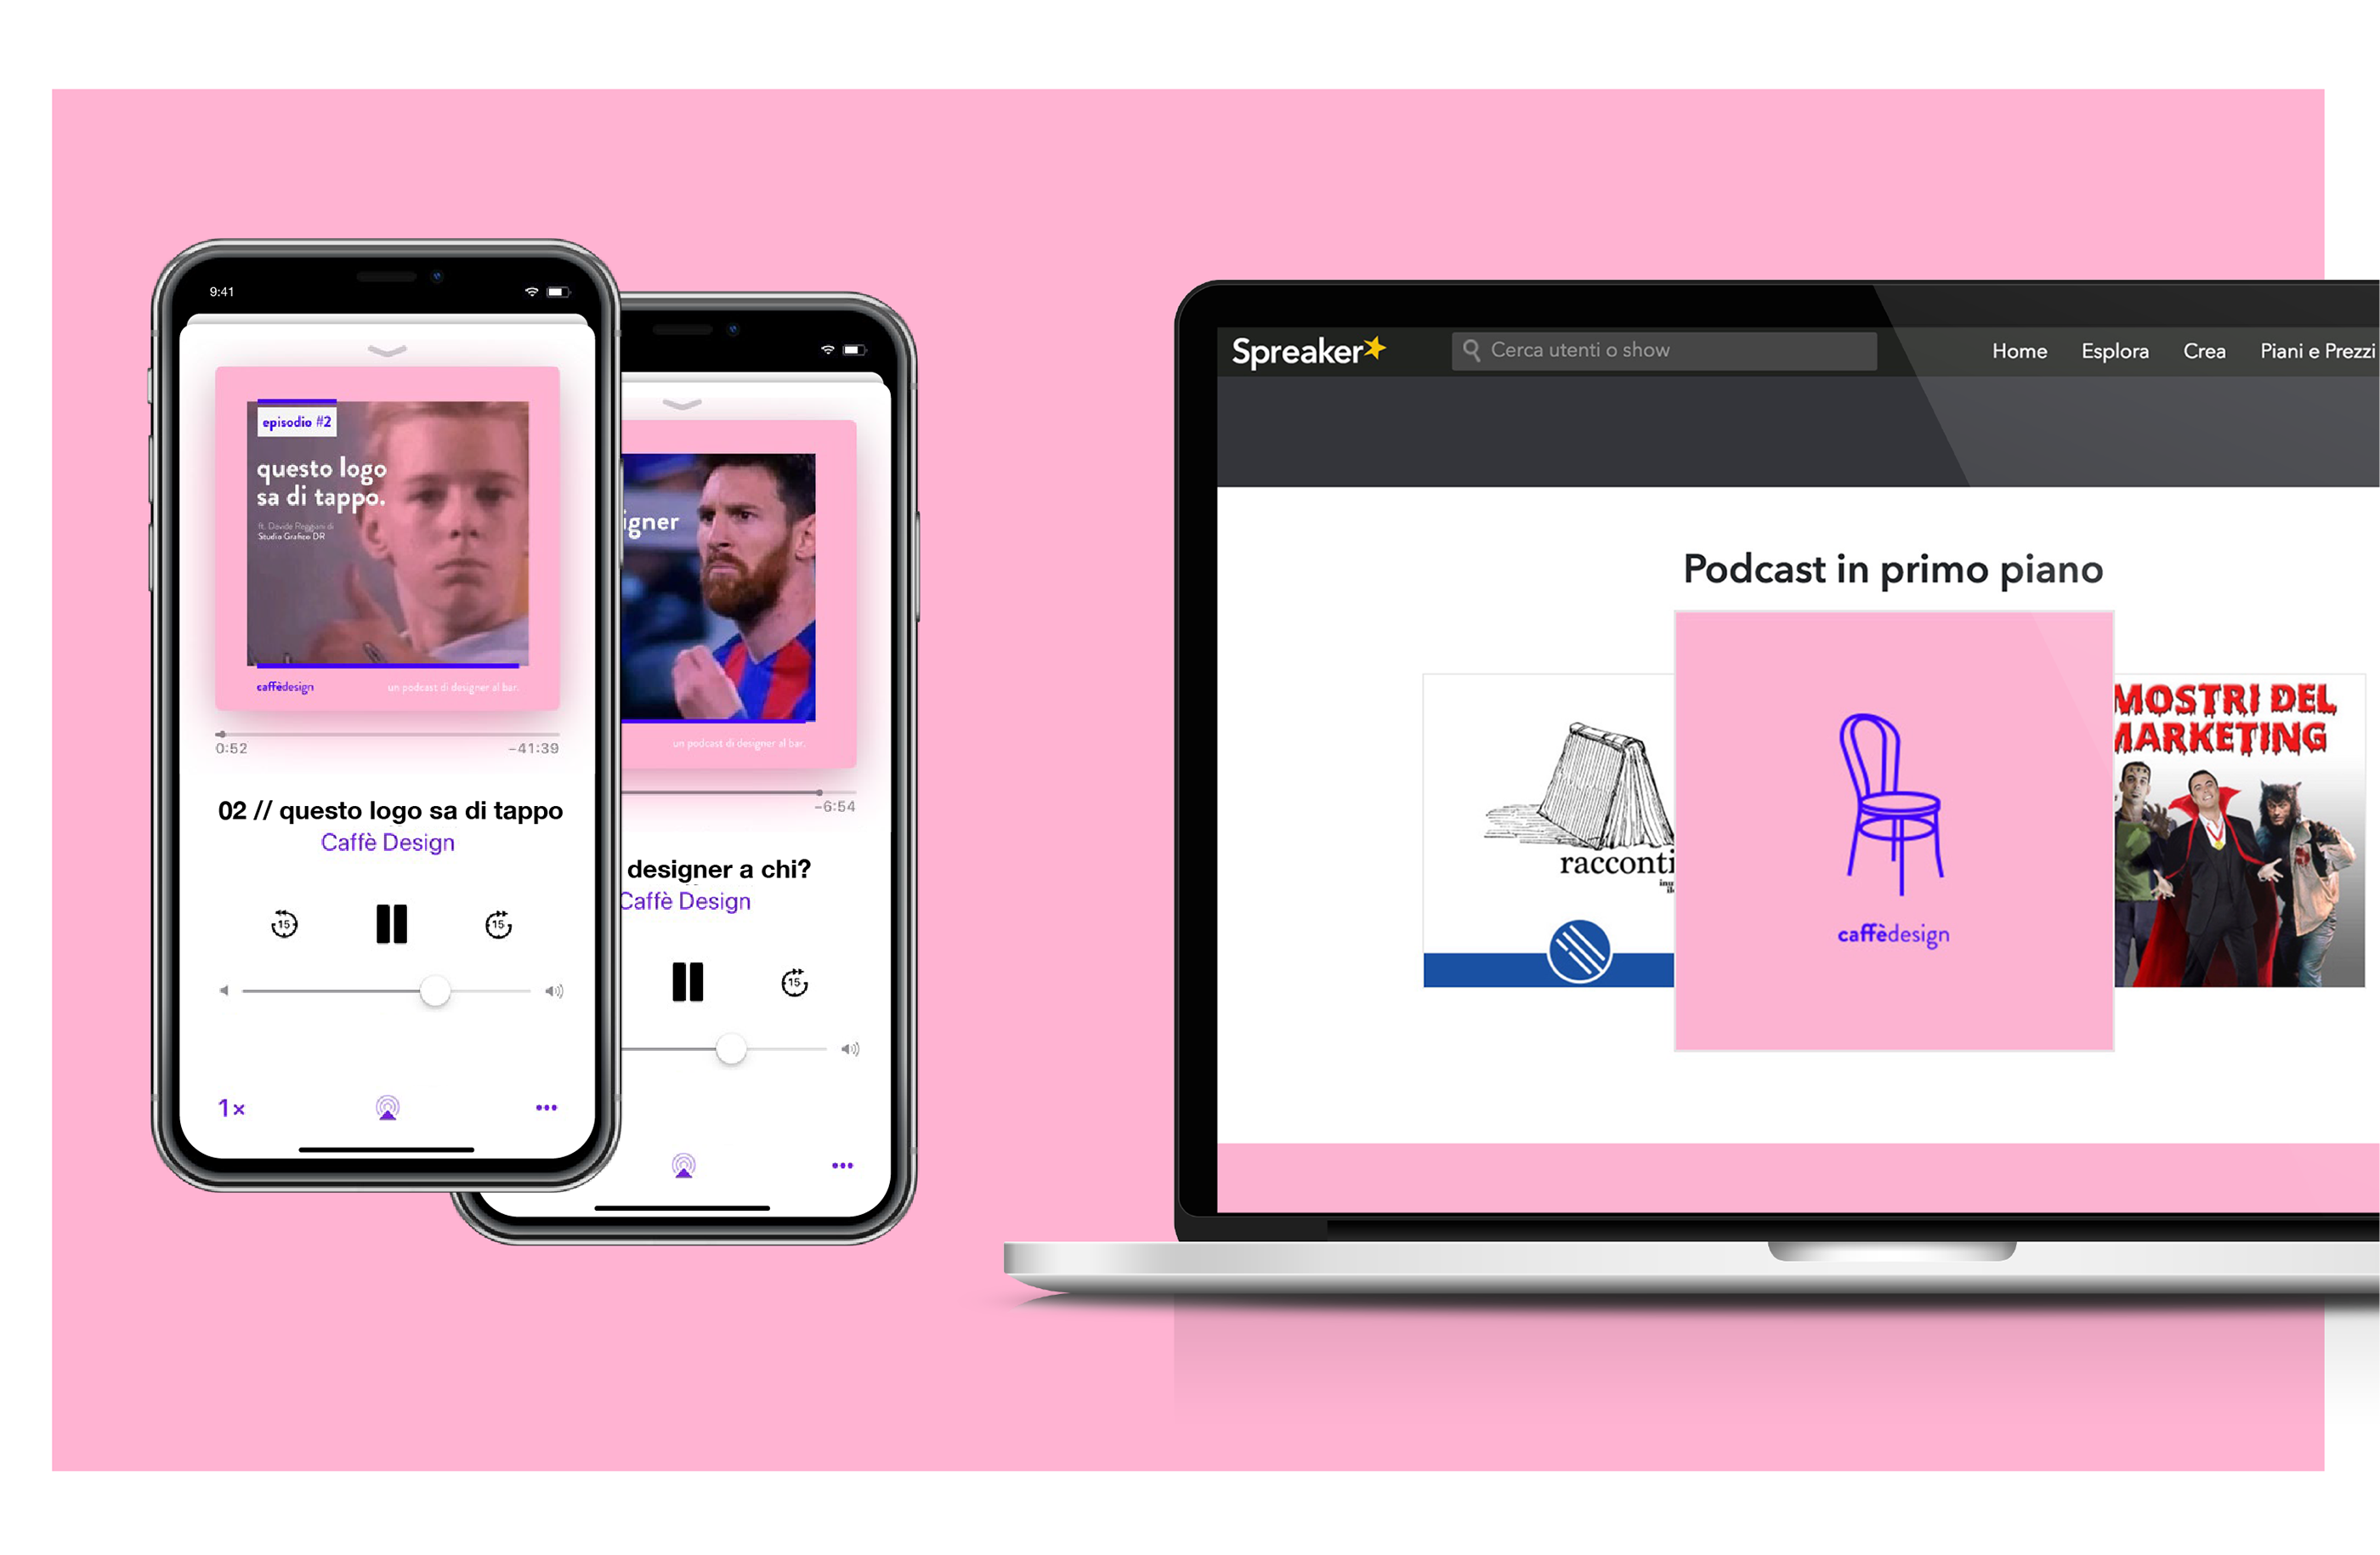 9:41
episodio #2
questo logo
sa di tappo.
ft. Davide Reggiani di
Studio Grafico DR
caffèdesign
un podcast di designer al bar.
0:52
-41:39
02 // questo logo sa di tappo
Caffè Design
15
15
1×
igner
un podcast di designer al bar.
-6:54
designer a chi?
Caffè Design
15
Spreaker
Cerca utenti o show
Home
Esplora
Crea
Piani e Prezzi
Podcast in primo piano
racconti
caffèdesign
MOSTRI DEL
MARKETING